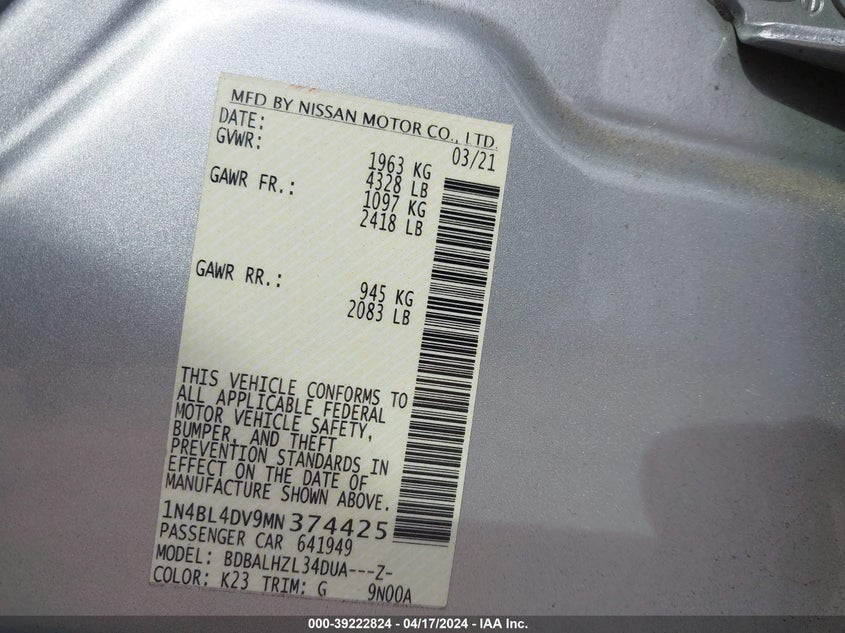 MFD BY NISSAN MOTOR CO., LTD.
DATE: 03/21
GVWR: 1963 KG
4328 LB
GAWR FR.: 1097 KG
2418 LB
GAWR RR.: 945 KG
2083 LB
THIS VEHICLE CONFORMS TO
ALL APPLICABLE FEDERAL
MOTOR VEHICLE SAFETY,
BUMPER, AND THEFT
PREVENTION STANDARDS IN
EFFECT ON THE DATE OF
MANUFACTURE SHOWN ABOVE.
1N4BL4DV9MN374425
PASSENGER CAR 641949
MODEL: BDBALHZL34DUA---Z-
COLOR: K23 TRIM: G 9N00A
000-39222824 - 04/17/2024 - IAA Inc.